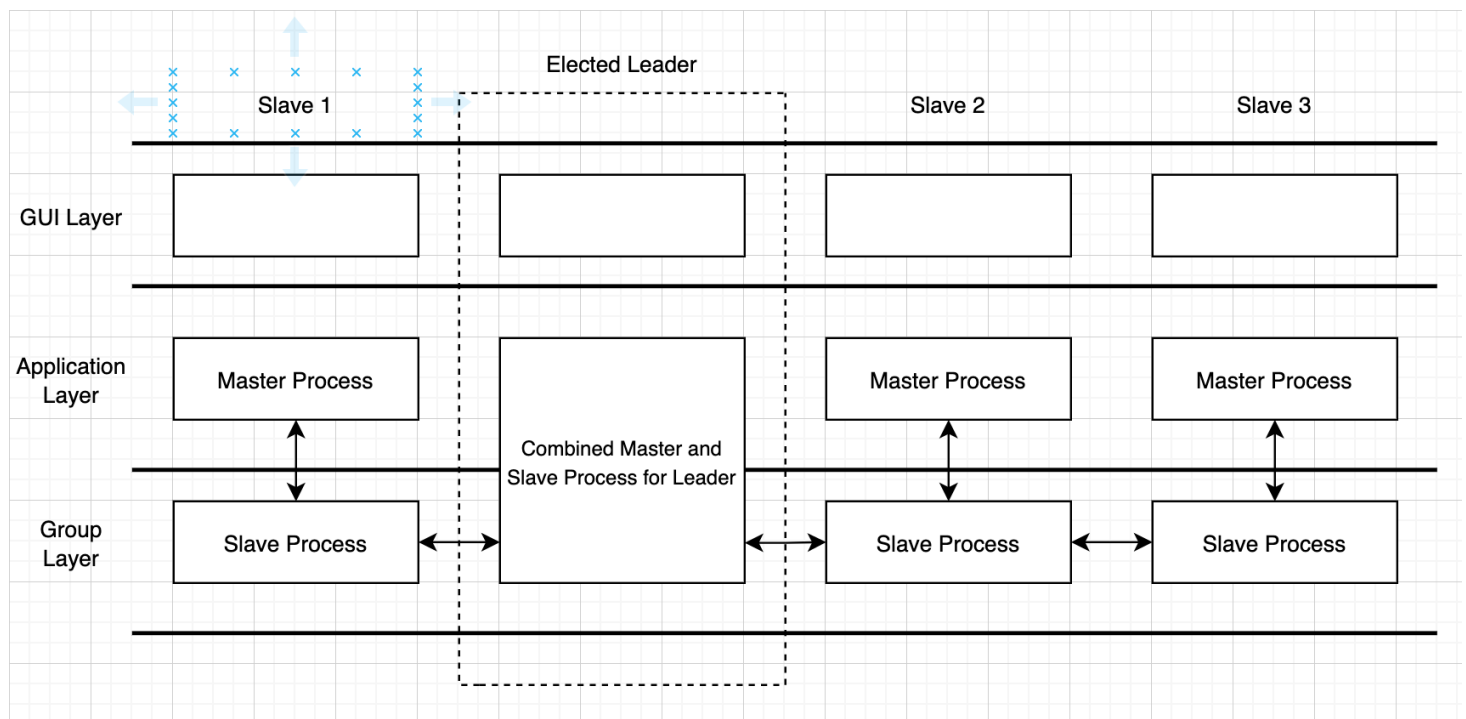 Elected Leader
Slave 1
Slave 2
Slave 3
GUI Layer
Application
Layer
Master Process
Master Process
Master Process
Combined Master and
Slave Process for Leader
Group
Layer
Slave Process
Slave Process
Slave Process